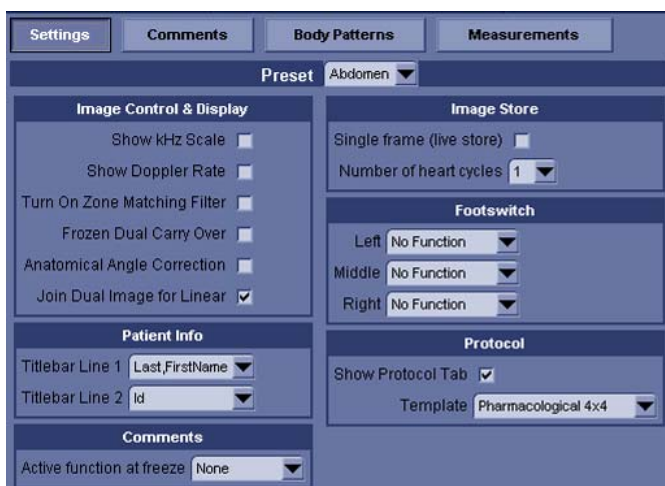 Settings Comments Body Patterns Measurements
Preset Abdomen
Image Control & Display
Show kHz Scale
Show Doppler Rate
Turn On Zone Matching Filter
Frozen Dual Carry Over
Anatomical Angle Correction
Join Dual Image for Linear
Patient Info
Titlebar Line 1 Last,FirstName
Titlebar Line 2 Id
Comments
Active function at freeze None
Image Store
Single frame (live store)
Number of heart cycles 1
Footswitch
Left No Function
Middle No Function
Right No Function
Protocol
Show Protocol Tab
Template Pharmacological 4x4